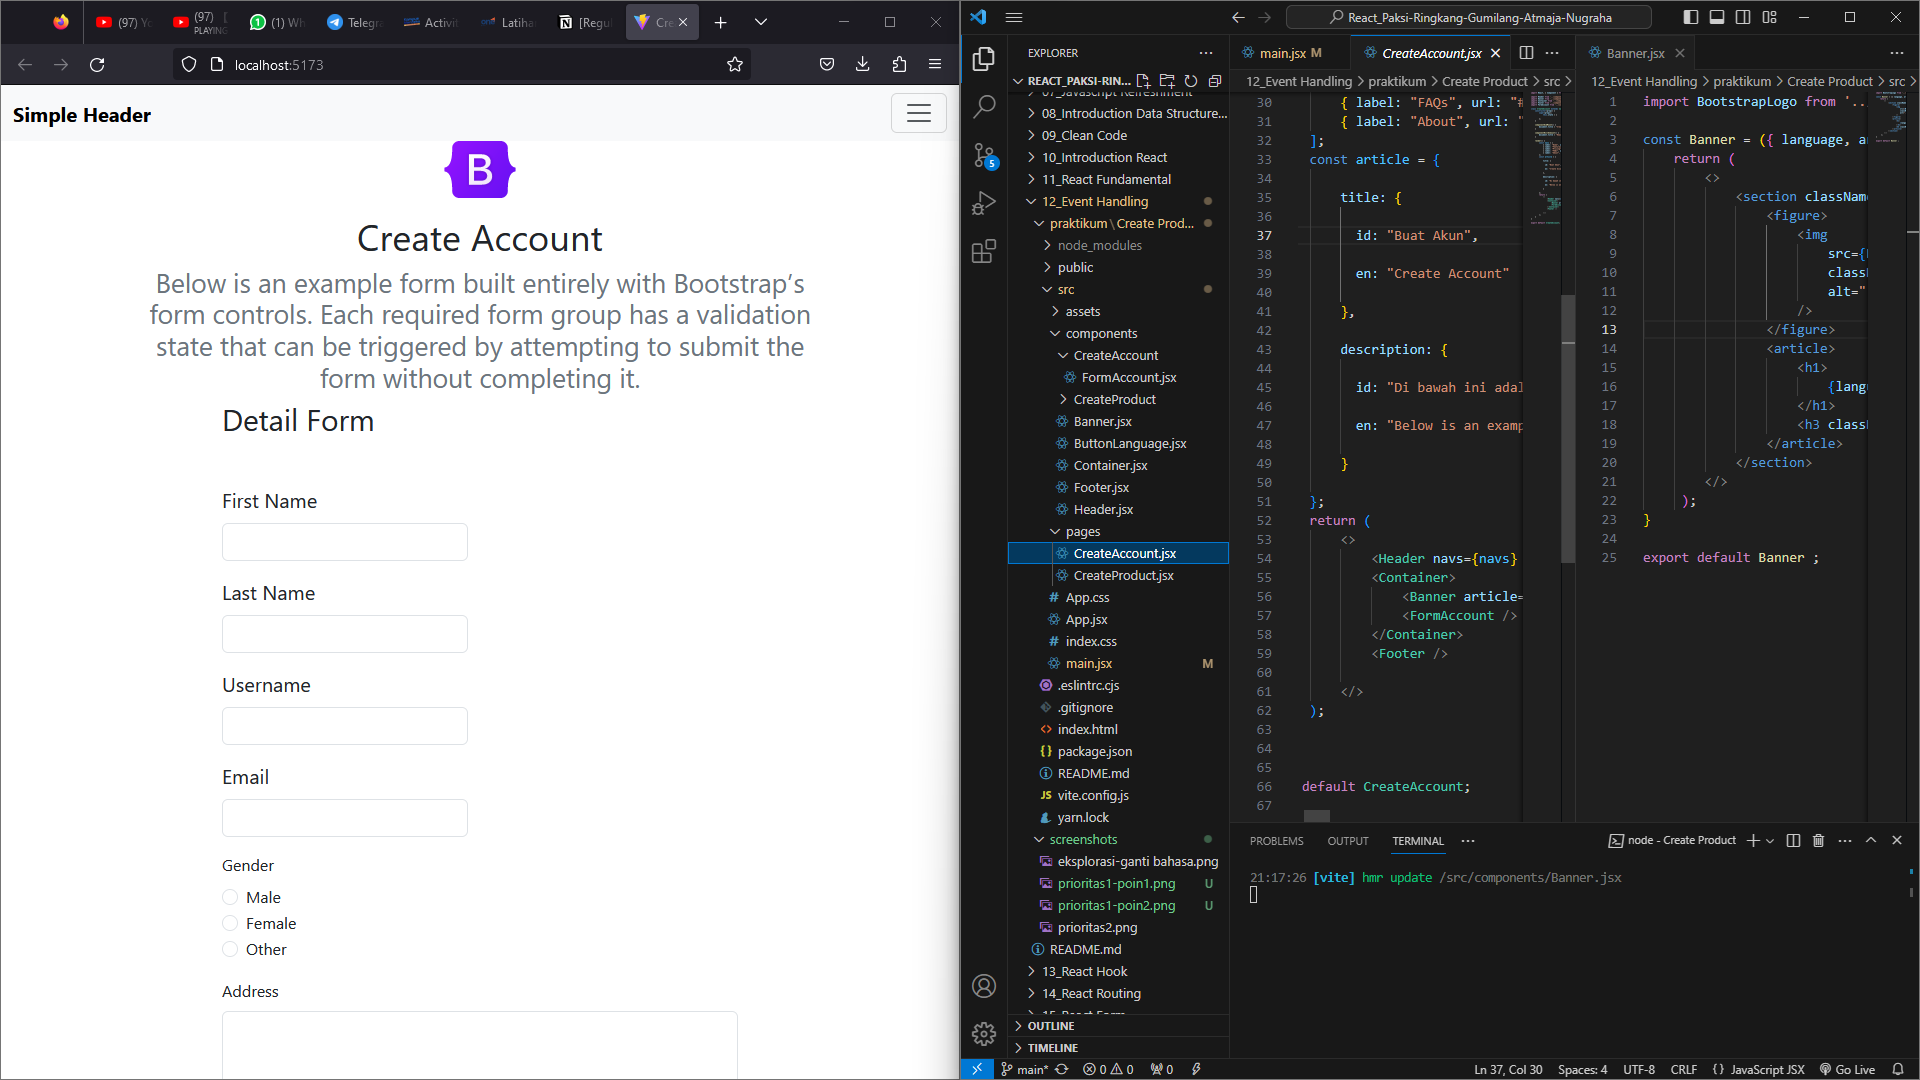 (97) Yo
(97) [
PLAYING
(1) Wh
Telegra
Activit
Latihan
[Regul
Cre
localhost:5173
Simple Header
B
Create Account
Below is an example form built entirely with Bootstrap’s
form controls. Each required form group has a validation
state that can be triggered by attempting to submit the
form without completing it.
Detail Form
First Name
Last Name
Username
Email
Gender
Male
Female
Other
Address
React_Paksi-Ringkang-Gumilang-Atmaja-Nugraha
EXPLORER
REACT_PAKSI-RIN...
07_Javascript Refreshment
08_Introduction Data Structure...
09_Clean Code
10_Introduction React
11_React Fundamental
12_Event Handling
praktikum\Create Prod...
node_modules
public
src
assets
components
CreateAccount
FormAccount.jsx
CreateProduct
Banner.jsx
ButtonLanguage.jsx
Container.jsx
Footer.jsx
Header.jsx
pages
CreateAccount.jsx
CreateProduct.jsx
# App.css
App.jsx
# index.css
main.jsx M
.eslintrc.cjs
.gitignore
<> index.html
{} package.json
README.md
JS vite.config.js
yarn.lock
screenshots
eksplorasi-ganti bahasa.png
prioritas1-poin1.png U
prioritas1-poin2.png U
prioritas2.png
README.md
13_React Hook
14_React Routing
15_React Form
OUTLINE
TIMELINE
5
main.jsx M
CreateAccount.jsx
12_Event Handling > praktikum > Create Product > src >
30 { label: "FAQs", url: "#
31 { label: "About", url: "
32 ];
33 const article = {
34
35 title: {
36
37 id: "Buat Akun",
38
39 en: "Create Account"
40
41 },
42
43 description: {
44
45 id: "Di bawah ini adal
46
47 en: "Below is an examp
48
49 }
50
51 };
52 return (
53 <>
54 <Header navs={navs}
55 <Container>
56 <Banner article=
57 <FormAccount />
58 </Container>
59 <Footer />
60
61 </>
62 );
63
64
65
66 default CreateAccount;
67
Banner.jsx
12_Event Handling > praktikum > Create Product > src >
1 import BootstrapLogo from '..
2
3 const Banner = ({ language, a
4 return (
5 <>
6 <section className
7 <figure>
8 <img
9 src={
10 class
11 alt="
12 />
13 </figure>
14 <article>
15 <h1>
16 {lang
17 </h1>
18 <h3 class
19 </article>
20 </section>
21 </>
22 );
23 }
24
25 export default Banner ;
PROBLEMS OUTPUT TERMINAL
node - Create Product
21:17:26 [vite] hmr update /src/components/Banner.jsx
main* 0 0 0
Ln 37, Col 30 Spaces: 4 UTF-8 CRLF {} JavaScript JSX Go Live